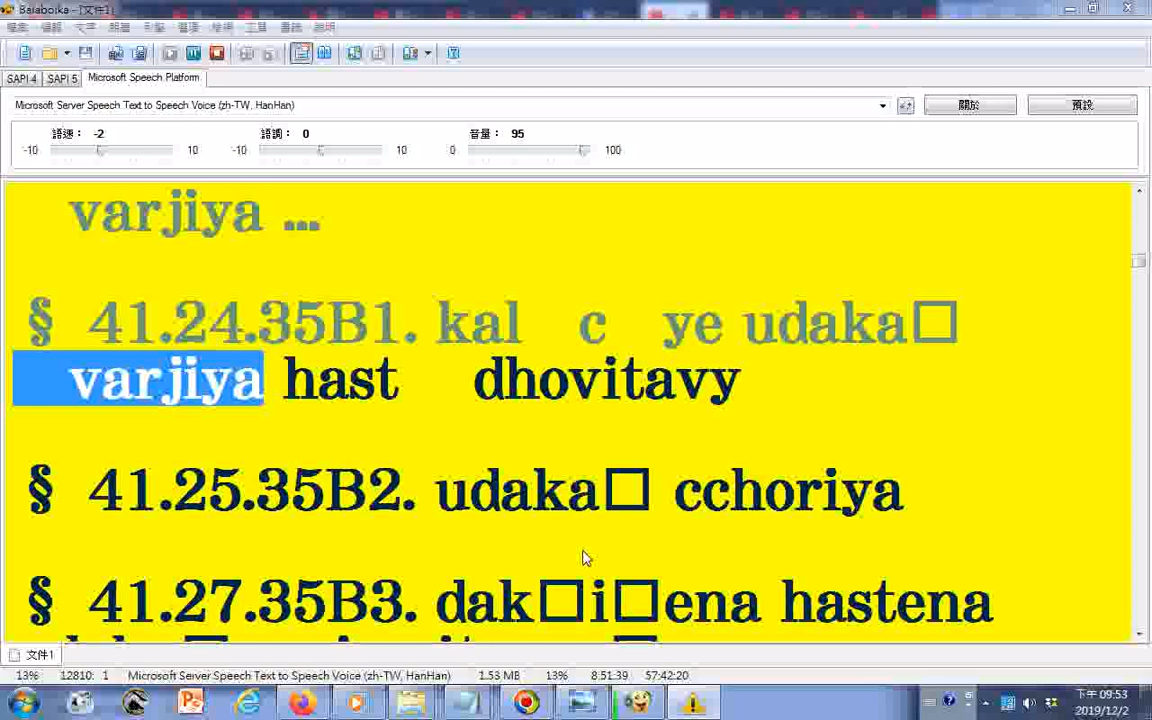 Balabolka - [文件1]
SAPI 4 SAPI 5 Microsoft Speech Platform
Microsoft Server Speech Text to Speech Voice (zh-TW, HanHan) 關於 預設
語速： -2 語調： 0 音量： 95
-10 10 -10 10 0 100
varjiya ...
§ 41.24.35B1. kal c ye udaka□
varjiya hast dhovitavy
§ 41.25.35B2. udaka□ cchoriya
§ 41.27.35B3. dak□i□ena hastena
文件1
13% 12810: 1 Microsoft Server Speech Text to Speech Voice (zh-TW, HanHan) 1.53 MB 13% 8:51:39 57:42:20
下午 09:53
2019/12/2